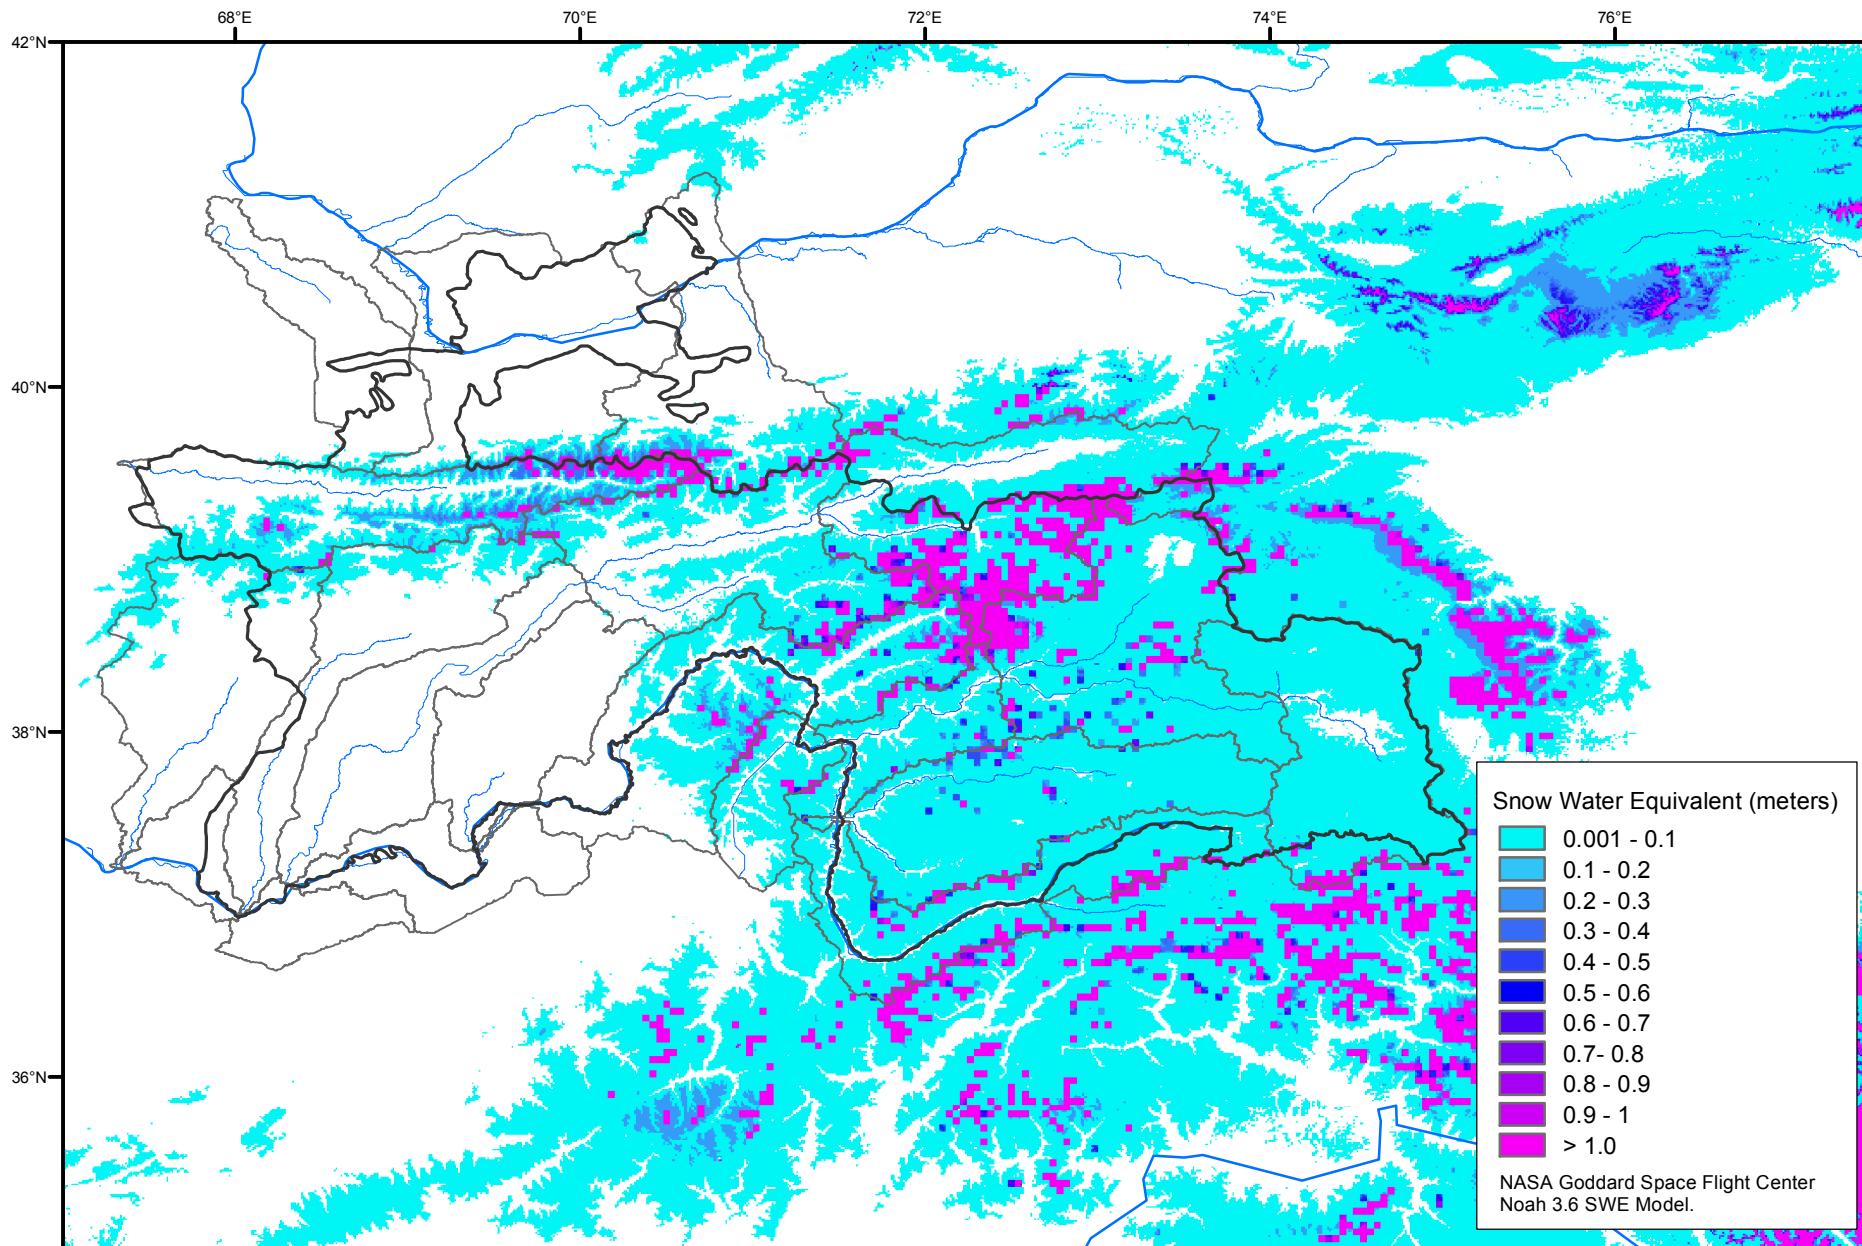 68°E
70°E
72°E
74°E
76°E
42°N
40°N
38°N
36°N
Snow Water Equivalent (meters)
0.001 - 0.1
0.1 - 0.2
0.2 - 0.3
0.3 - 0.4
0.4 - 0.5
0.5 - 0.6
0.6 - 0.7
0.7- 0.8
0.8 - 0.9
0.9 - 1
> 1.0
NASA Goddard Space Flight Center
Noah 3.6 SWE Model.